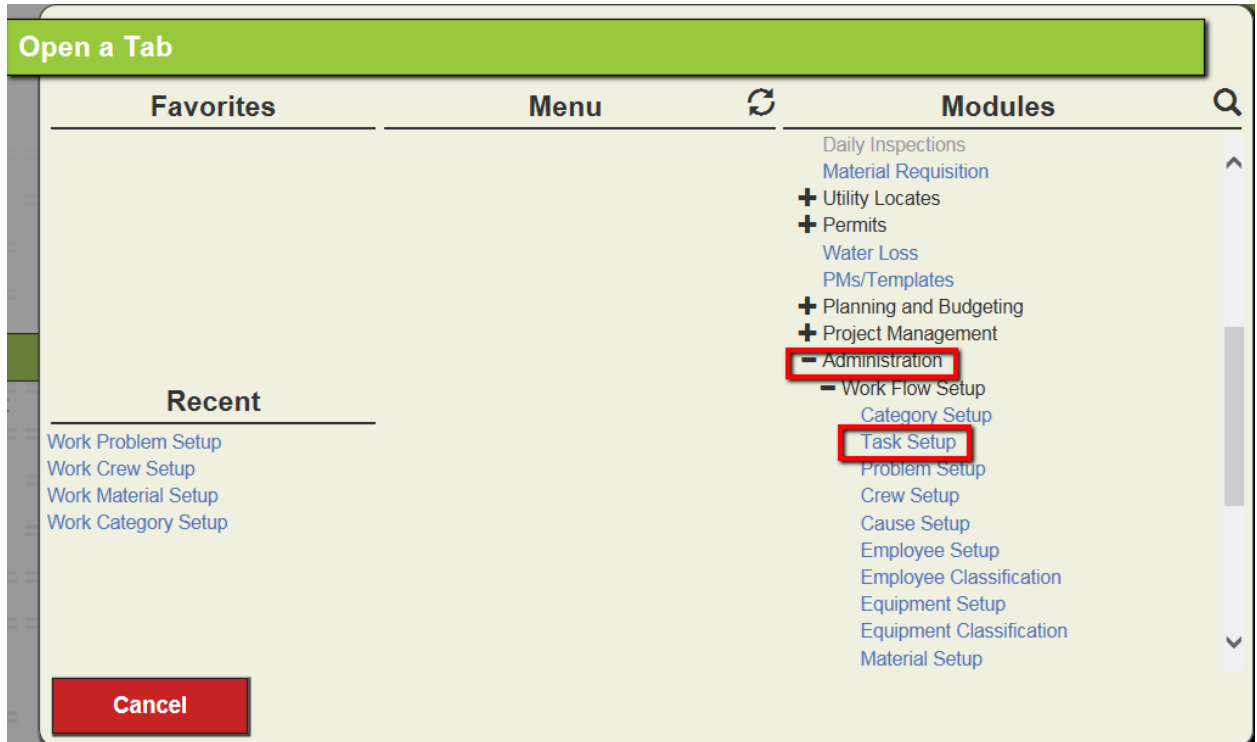 Open a Tab
Favorites
Menu
Modules
Daily Inspections
Material Requisition
Utility Locates
Permits
Water Loss
PMs/Templates
Planning and Budgeting
Project Management
Administration
Work Flow Setup
Category Setup
Task Setup
Problem Setup
Crew Setup
Cause Setup
Employee Setup
Employee Classification
Equipment Setup
Equipment Classification
Material Setup
Recent
Work Problem Setup
Work Crew Setup
Work Material Setup
Work Category Setup
Cancel